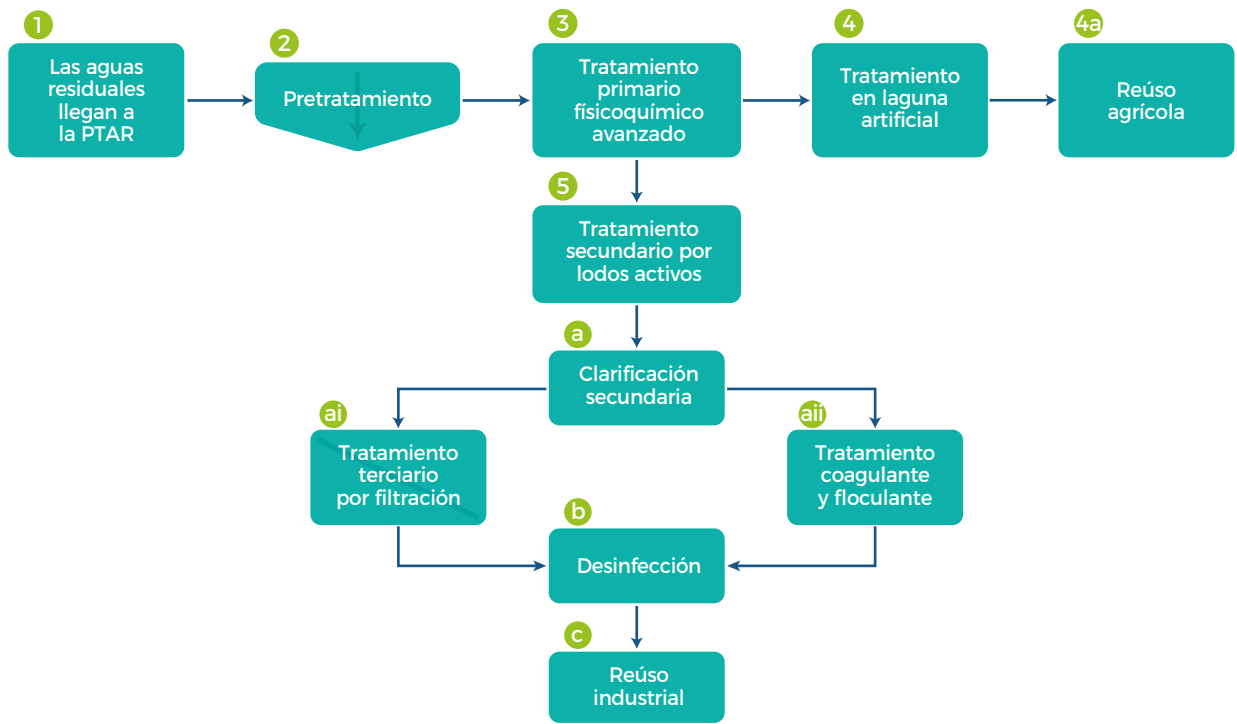 1
Las aguas
residuales
llegan a
la PTAR
2
Pretratamiento
3
Tratamiento
primario
físicoquímico
avanzado
4
Tratamiento
en laguna
artificial
4a
Reúso
agrícola
5
Tratamiento
secundario por
lodos activos
a
Clarificación
secundaria
ai
Tratamiento
terciario
por filtración
aii
Tratamiento
coagulante
y floculante
b
Desinfección
c
Reúso
industrial